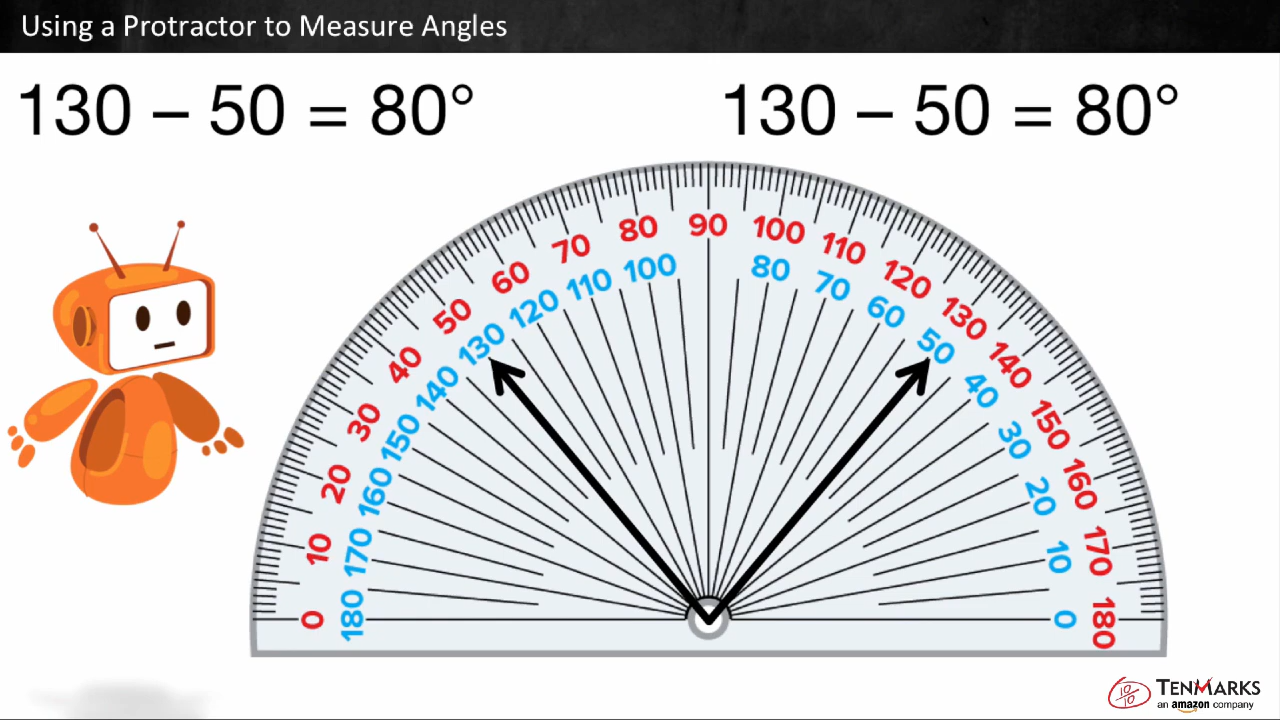 Using a Protractor to Measure Angles
130 – 50 = 80°
130 – 50 = 80°
0 10 20 30 40 50 60 70 80 90 100 110 120 130 140 150 160 170 180
180 170 160 150 140 130 120 110 100 80 70 60 50 40 30 20 10 0
10/10
TENMARKS
an amazon company